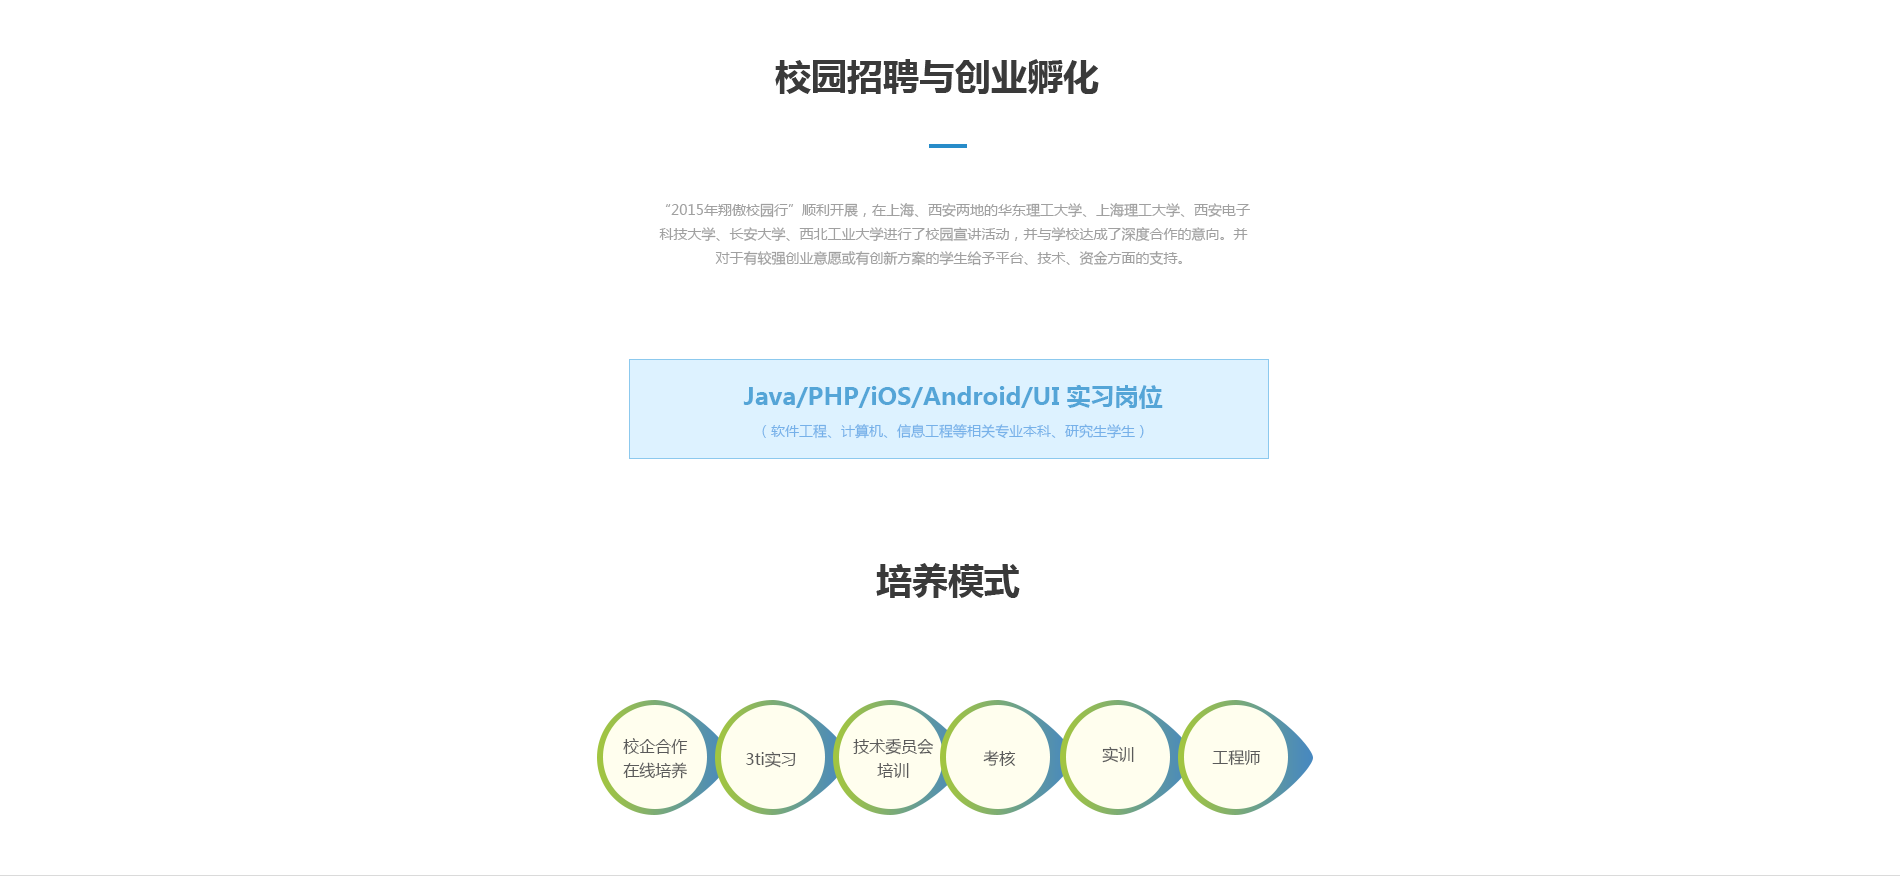 校园招聘与创业孵化
“2015年翔傲校园行”顺利开展，在上海、西安两地的华东理工大学、上海理工大学、西安电子
科技大学、长安大学、西北工业大学进行了校园宣讲活动，并与学校达成了深度合作的意向。并
对于有较强创业意愿或有创新方案的学生给予平台、技术、资金方面的支持。
Java/PHP/iOS/Android/UI 实习岗位
（ 软件工程、计算机、信息工程等相关专业本科、研究生学生 ）
培养模式
校企合作
在线培养
3ti实习
技术委员会
培训
考核
实训
工程师